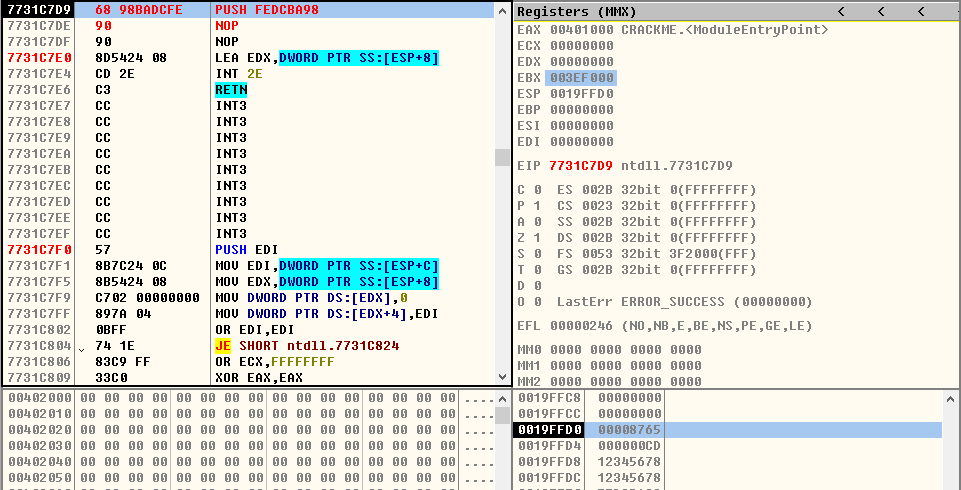 7731C7D9 68 98BADCFE PUSH FEDCBA98
7731C7DE 90 NOP
7731C7DF 90 NOP
7731C7E0 8D5424 08 LEA EDX,DWORD PTR SS:[ESP+8]
7731C7E4 CD 2E INT 2E
7731C7E6 C3 RETN
7731C7E7 CC INT3
7731C7E8 CC INT3
7731C7E9 CC INT3
7731C7EA CC INT3
7731C7EB CC INT3
7731C7EC CC INT3
7731C7ED CC INT3
7731C7EE CC INT3
7731C7EF CC INT3
7731C7F0 57 PUSH EDI
7731C7F1 8B7C24 0C MOV EDI,DWORD PTR SS:[ESP+C]
7731C7F5 8B5424 08 MOV EDX,DWORD PTR SS:[ESP+8]
7731C7F9 C702 00000000 MOV DWORD PTR DS:[EDX],0
7731C7FF 897A 04 MOV DWORD PTR DS:[EDX+4],EDI
7731C802 0BFF OR EDI,EDI
7731C804 74 1E JE SHORT ntdll.7731C824
7731C806 83C9 FF OR ECX,FFFFFFFF
7731C809 33C0 XOR EAX,EAX
Registers (MMX) < < <
EAX 00401000 CRACKME.<ModuleEntryPoint>
ECX 00000000
EDX 00000000
EBX 003EF000
ESP 0019FFD0
EBP 00000000
ESI 00000000
EDI 00000000
EIP 7731C7D9 ntdll.7731C7D9
C 0 ES 002B 32bit 0(FFFFFFFF)
P 1 CS 0023 32bit 0(FFFFFFFF)
A 0 SS 002B 32bit 0(FFFFFFFF)
Z 1 DS 002B 32bit 0(FFFFFFFF)
S 0 FS 0053 32bit 3F2000(FFF)
T 0 GS 002B 32bit 0(FFFFFFFF)
D 0
O 0 LastErr ERROR_SUCCESS (00000000)
EFL 00000246 (NO,NB,E,BE,NS,PE,GE,LE)
MM0 0000 0000 0000 0000
MM1 0000 0000 0000 0000
MM2 0000 0000 0000 0000
00402000 00 00 00 00 00 00 00 00 00 00 00 00 00 00 00 00 ....
00402010 00 00 00 00 00 00 00 00 00 00 00 00 00 00 00 00 ....
00402020 00 00 00 00 00 00 00 00 00 00 00 00 00 00 00 00 ....
00402030 00 00 00 00 00 00 00 00 00 00 00 00 00 00 00 00 ....
00402040 00 00 00 00 00 00 00 00 00 00 00 00 00 00 00 00 ....
00402050 00 00 00 00 00 00 00 00 00 00 00 00 00 00 00 00 ....
0019FFC8 00000000
0019FFCC 00000000
0019FFD0 00008765
0019FFD4 000000CD
0019FFD8 12345678
0019FFDC 12345678